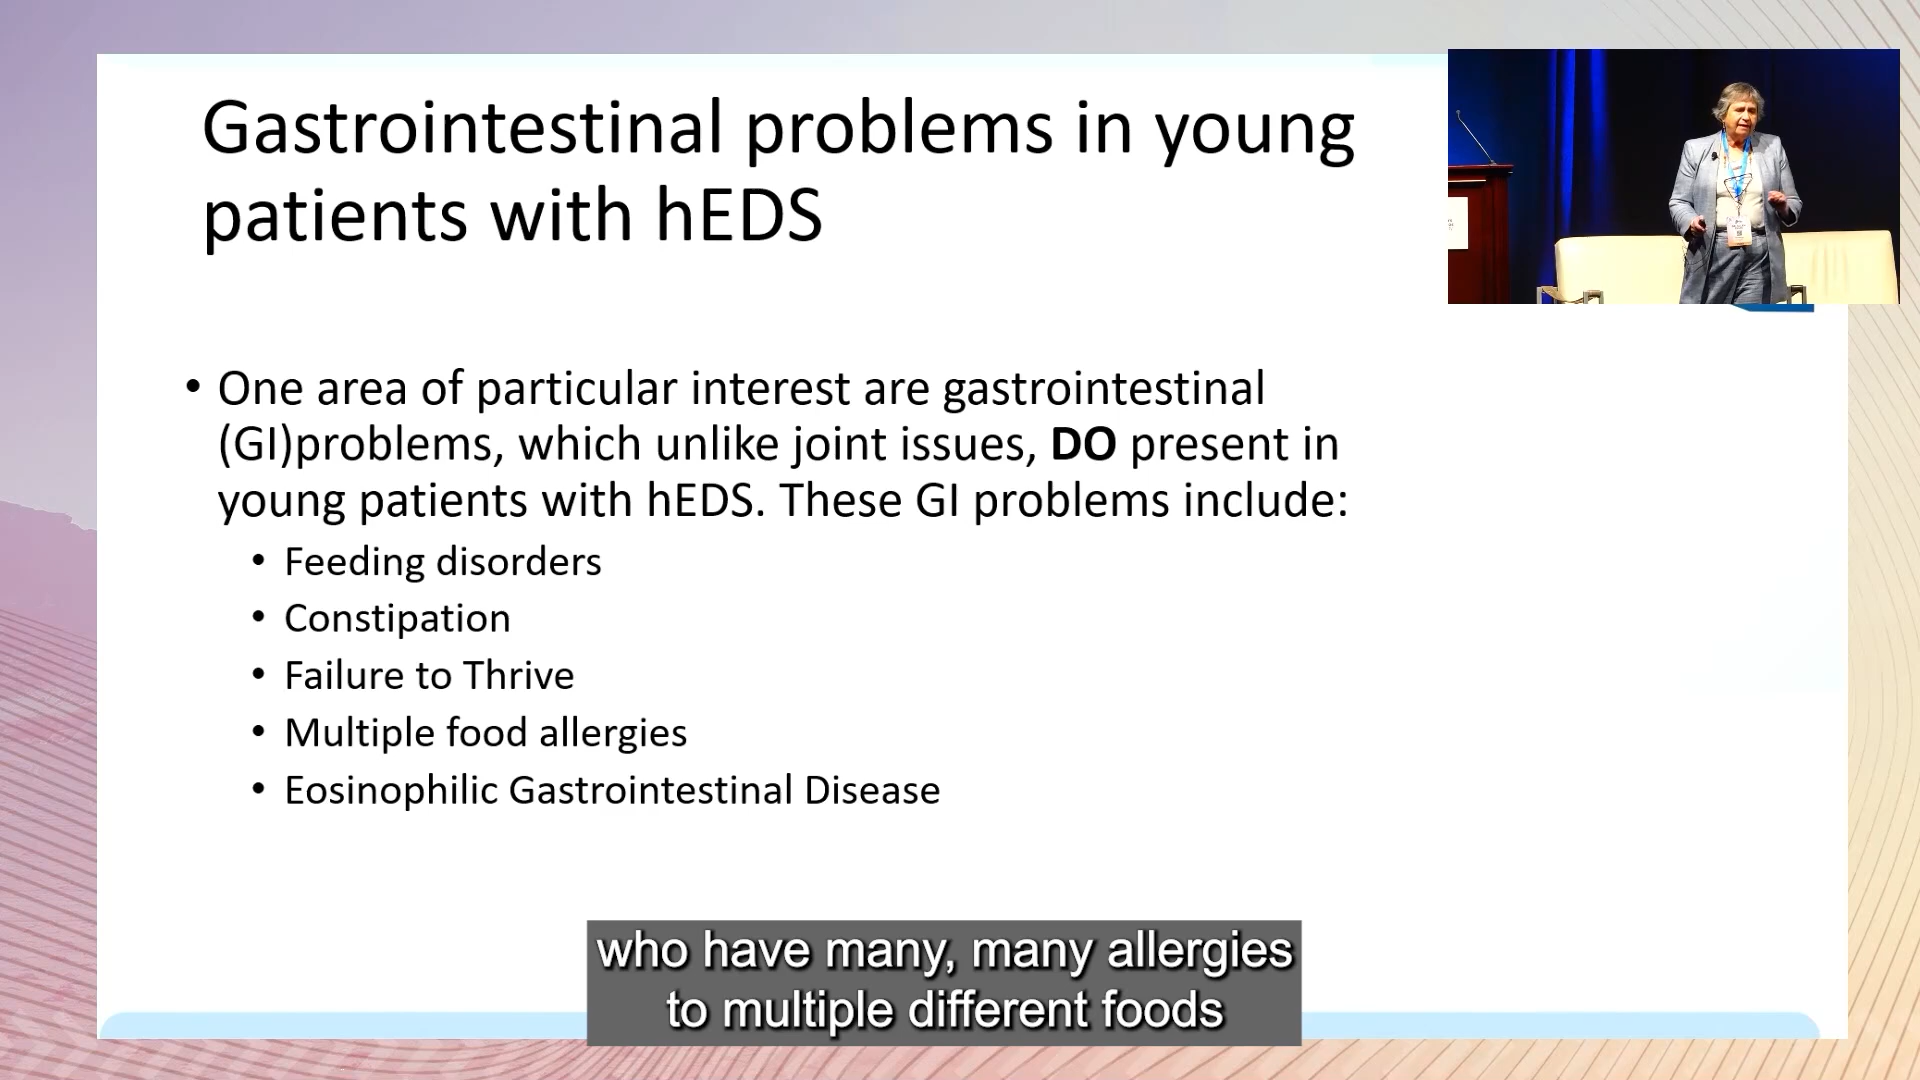 Gastrointestinal problems in young
patients with hEDS
• One area of particular interest are gastrointestinal
(GI)problems, which unlike joint issues, DO present in
young patients with hEDS. These GI problems include:
• Feeding disorders
• Constipation
• Failure to Thrive
• Multiple food allergies
• Eosinophilic Gastrointestinal Disease
who have many, many allergies
to multiple different foods